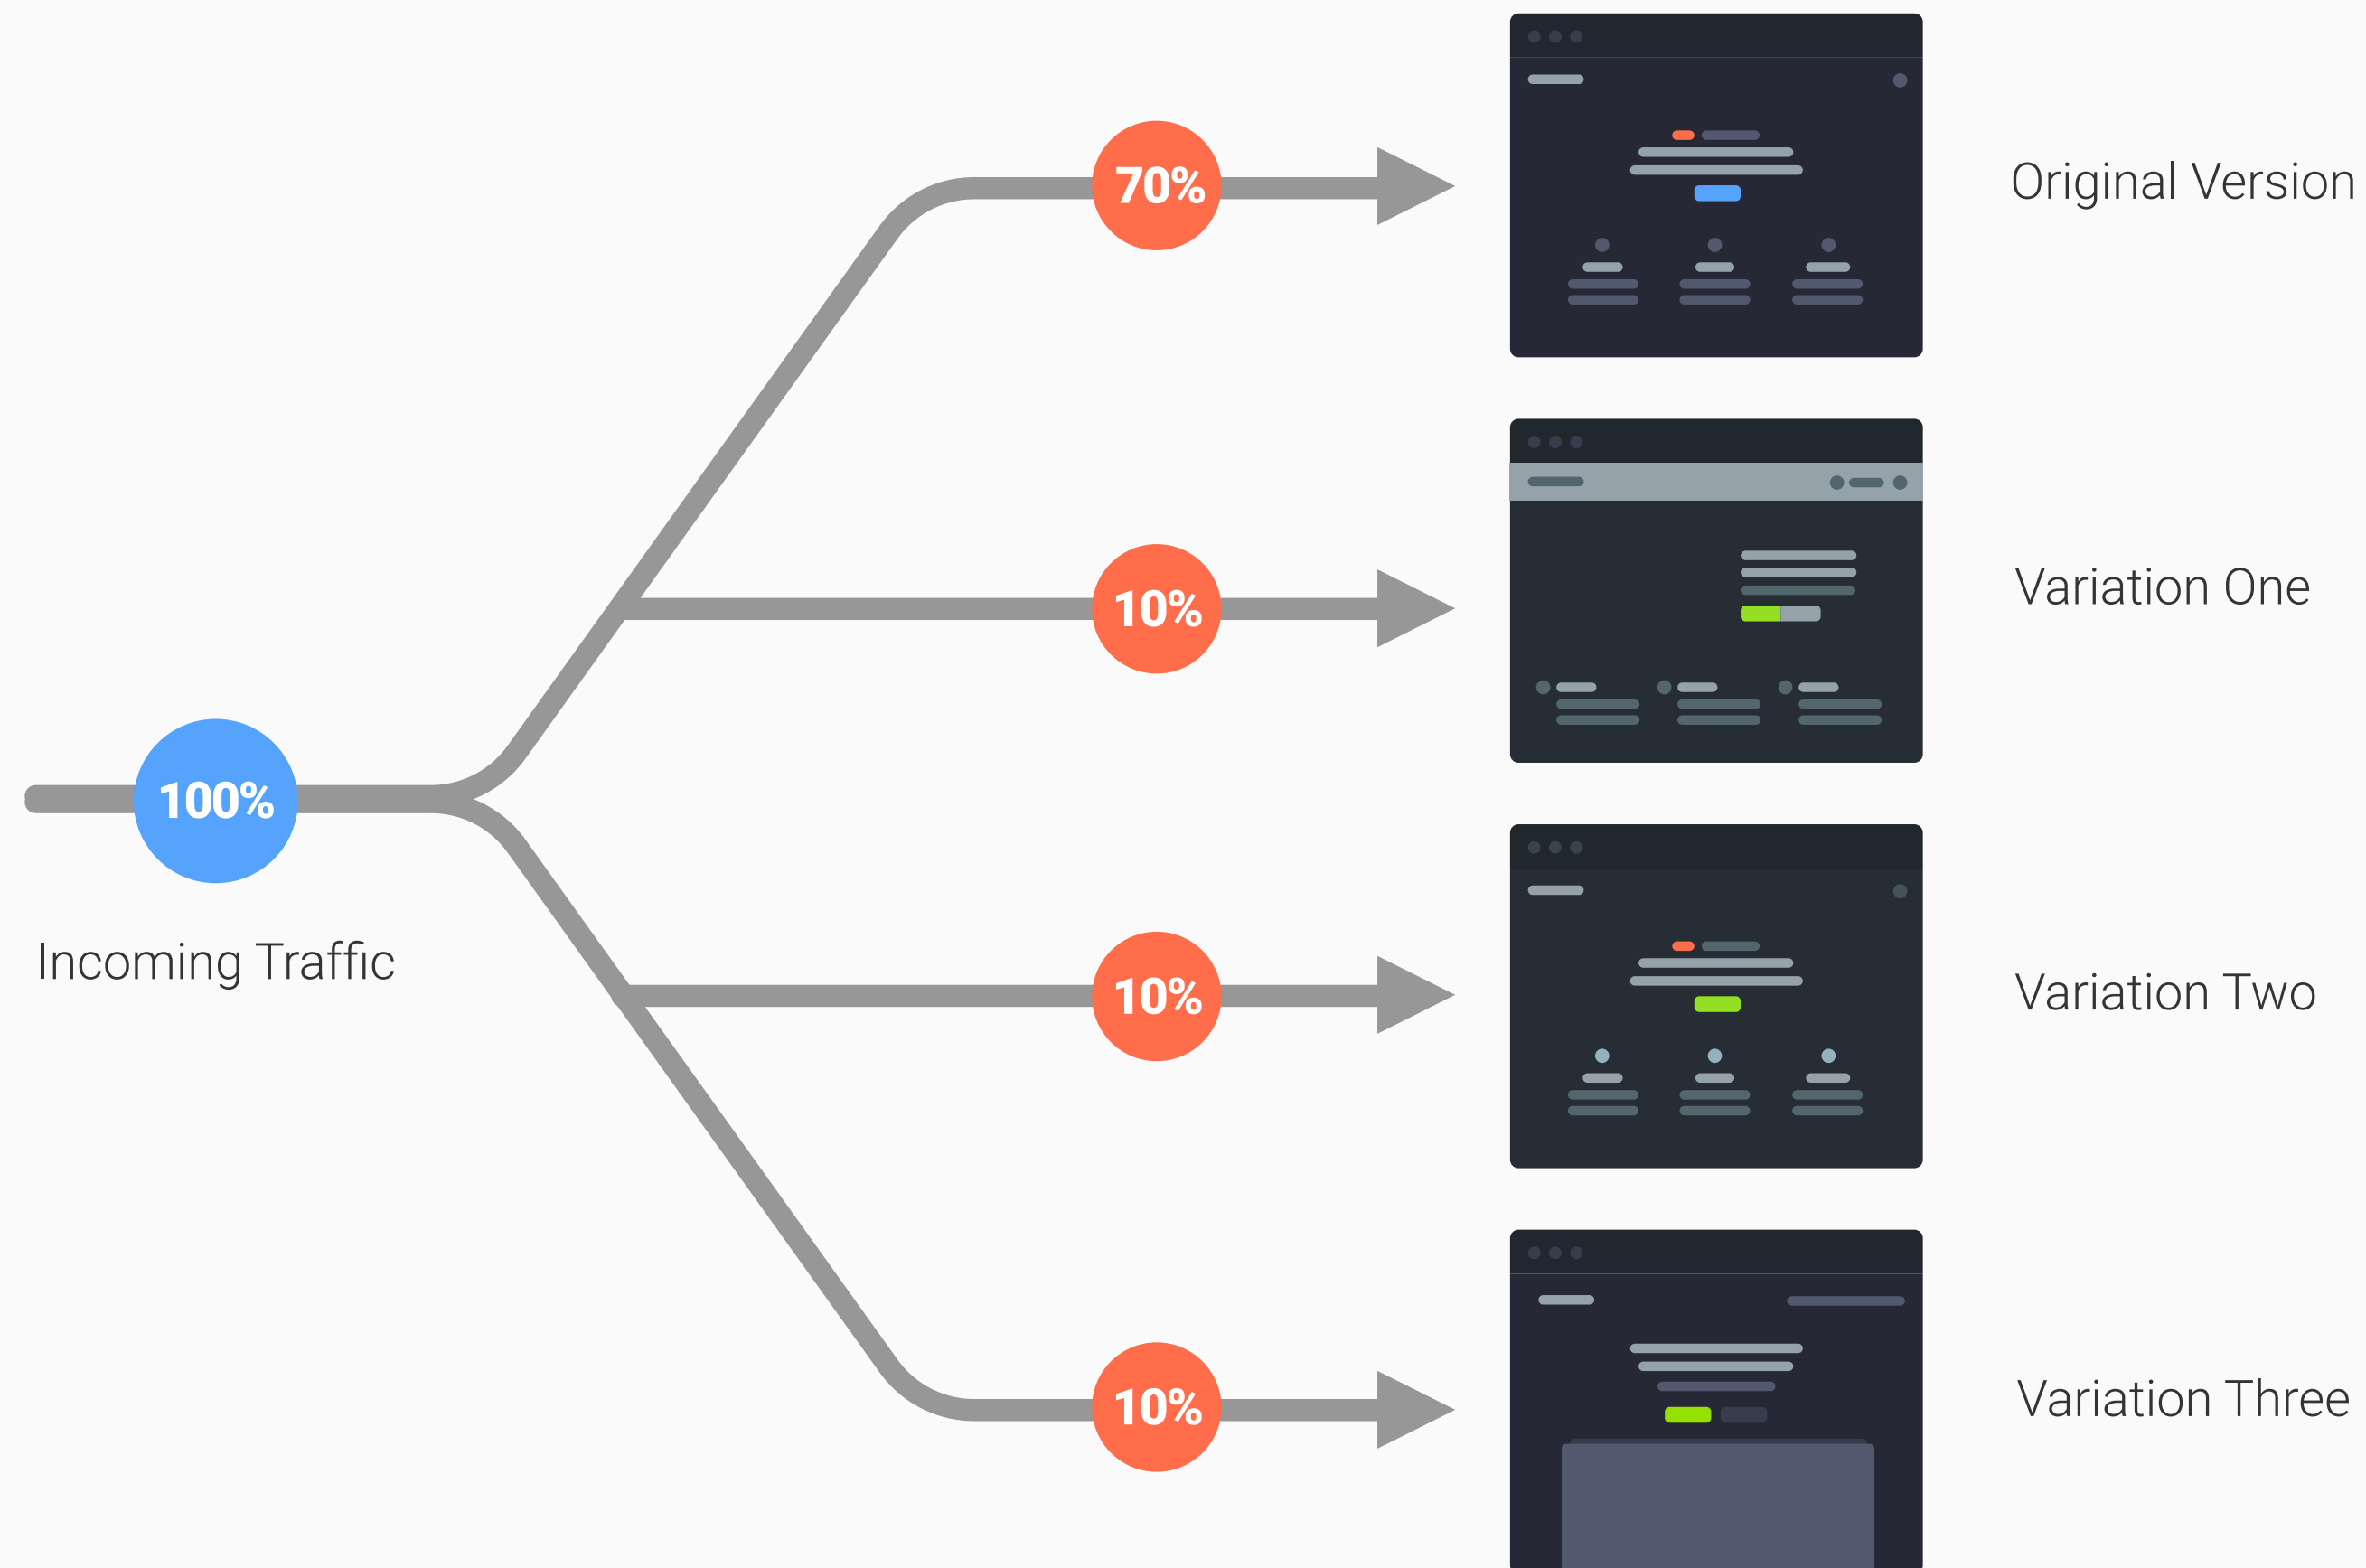 70%
Original Version
10%
Variation One
100%
Incoming Traffic
10%
Variation Two
10%
Variation Three